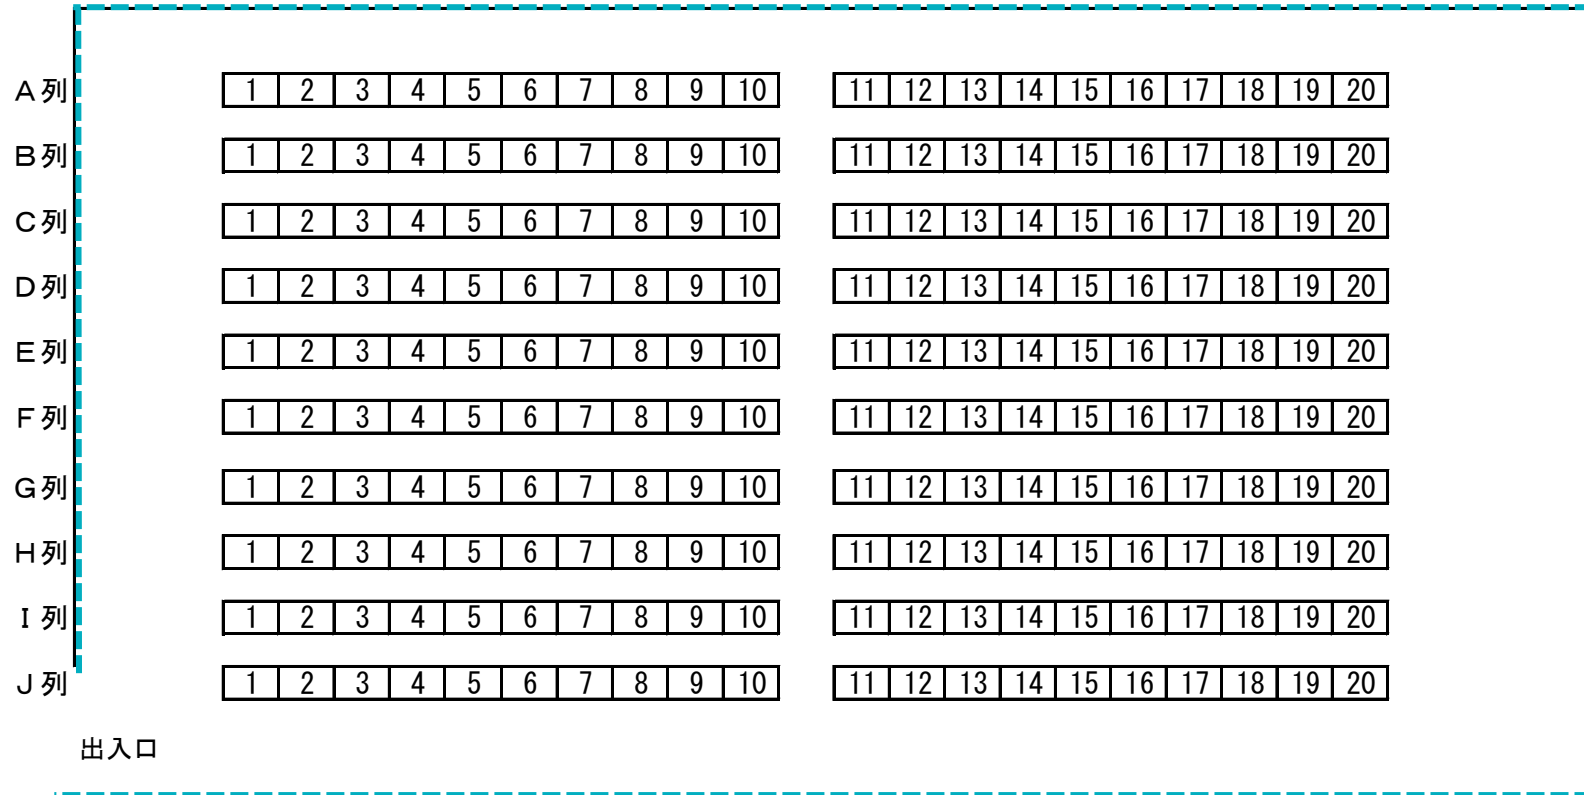 A列 1 2 3 4 5 6 7 8 9 10 11 12 13 14 15 16 17 18 19 20
B列 1 2 3 4 5 6 7 8 9 10 11 12 13 14 15 16 17 18 19 20
C列 1 2 3 4 5 6 7 8 9 10 11 12 13 14 15 16 17 18 19 20
D列 1 2 3 4 5 6 7 8 9 10 11 12 13 14 15 16 17 18 19 20
E列 1 2 3 4 5 6 7 8 9 10 11 12 13 14 15 16 17 18 19 20
F列 1 2 3 4 5 6 7 8 9 10 11 12 13 14 15 16 17 18 19 20
G列 1 2 3 4 5 6 7 8 9 10 11 12 13 14 15 16 17 18 19 20
H列 1 2 3 4 5 6 7 8 9 10 11 12 13 14 15 16 17 18 19 20
I列 1 2 3 4 5 6 7 8 9 10 11 12 13 14 15 16 17 18 19 20
J列 1 2 3 4 5 6 7 8 9 10 11 12 13 14 15 16 17 18 19 20
出入口